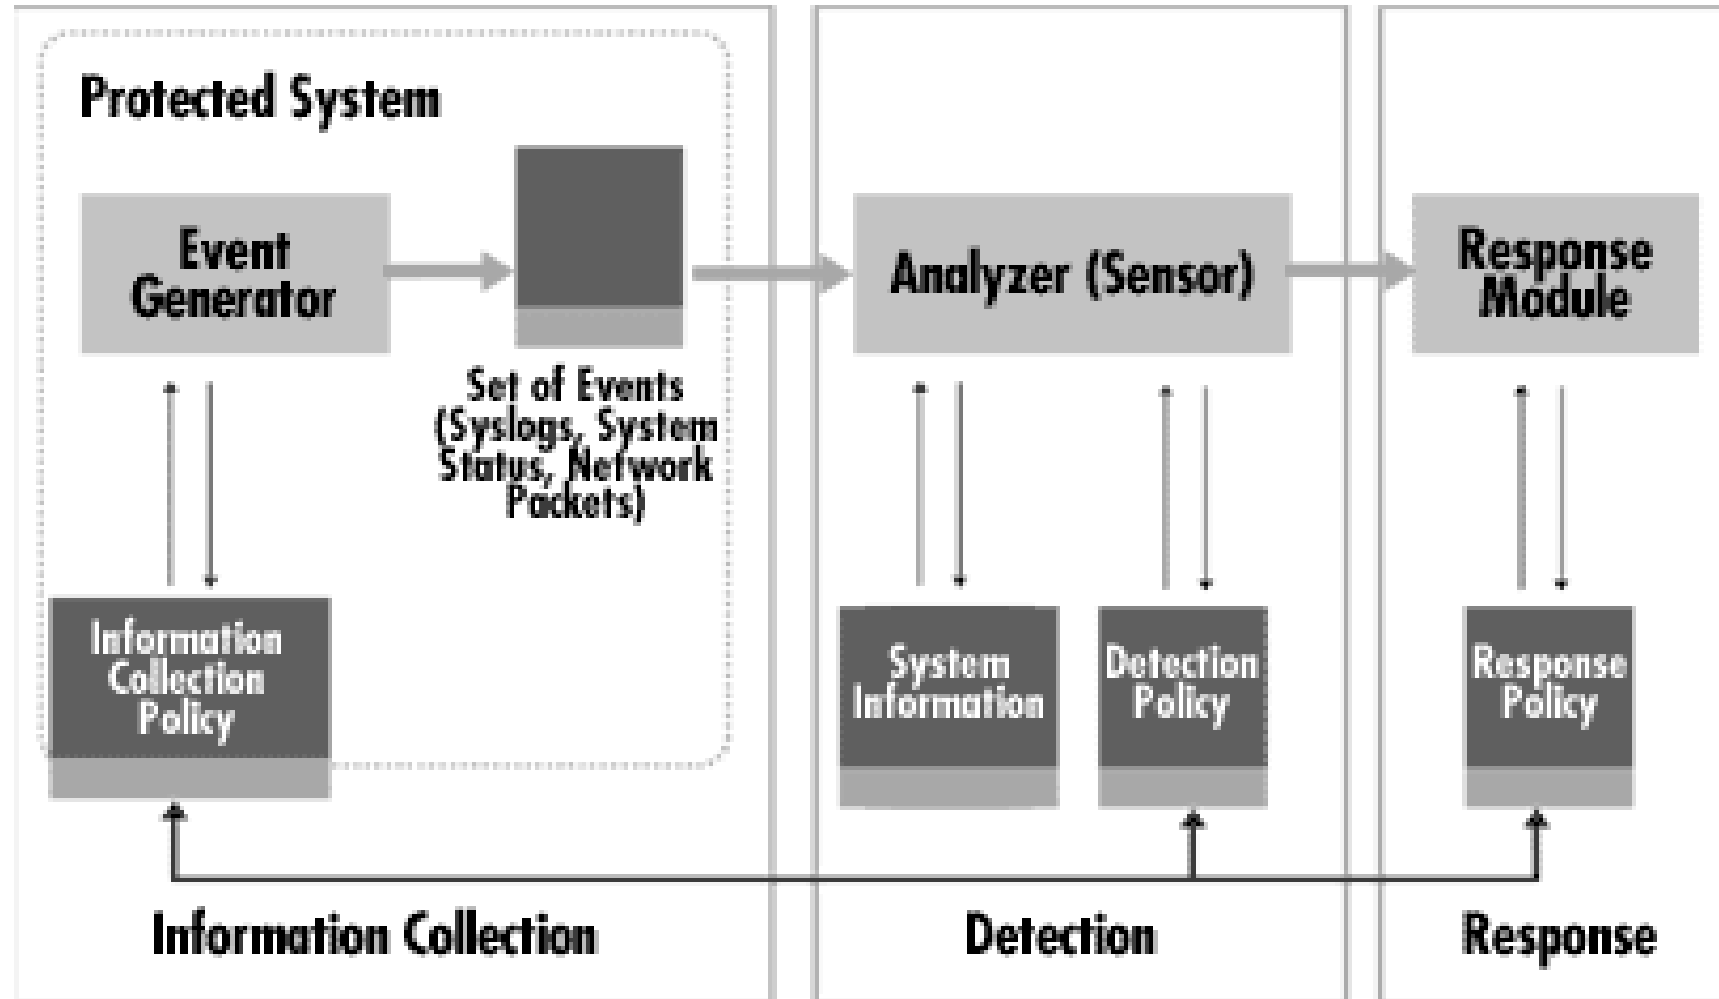 Protected System
Event
Generator
Set of Events
(Syslogs, System
Status, Network
Packets)
Information
Collection
Policy
Information Collection
Analyzer (Sensor)
System
Information
Detection
Policy
Detection
Response
Module
Response
Policy
Response